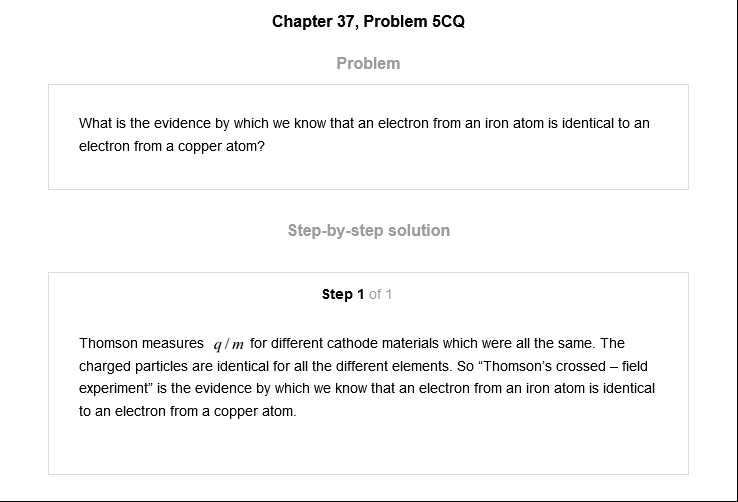 Chapter 37, Problem 5CQ
Problem
What is the evidence by which we know that an electron from an iron atom is identical to an
electron from a copper atom?
Step-by-step solution
Step 1 of 1
Thomson measures q/m for different cathode materials which were all the same. The
charged particles are identical for all the different elements. So “Thomson’s crossed – field
experiment” is the evidence by which we know that an electron from an iron atom is identical
to an electron from a copper atom.